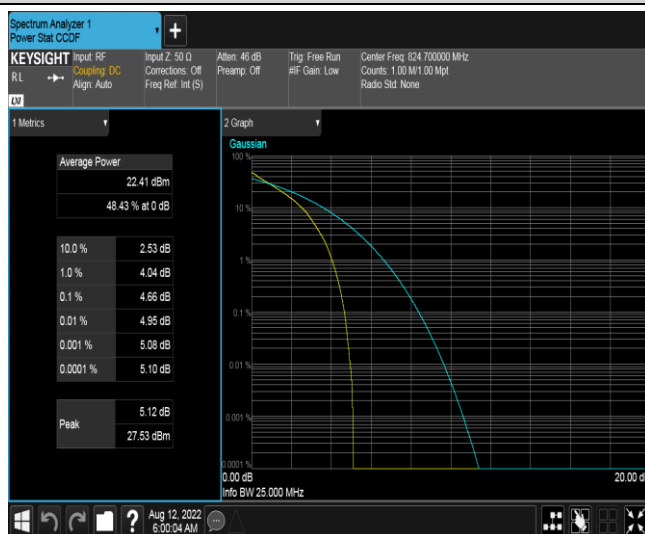 Spectrum Analyzer 1
Power Stat CCDF
KEYSIGHT
RL
LXI
Input: RF
Coupling: DC
Align: Auto
Input Z: 50 Ω
Corrections: Off
Freq Ref: Int (S)
Atten: 46 dB
Preamp: Off
Trig: Free Run
#IF Gain: Low
Center Freq: 824.700000 MHz
Counts: 1.00 M/1.00 Mpt
Radio Std: None
1 Metrics
Average Power
22.41 dBm
48.43 % at 0 dB
10.0 % 2.53 dB
1.0 % 4.04 dB
0.1 % 4.66 dB
0.01 % 4.95 dB
0.001 % 5.08 dB
0.0001 % 5.10 dB
Peak
5.12 dB
27.53 dBm
2 Graph
Gaussian
100 %
10 %
1 %
0.1 %
0.01 %
0.001 %
0.0001 %
0.00 dB
20.00 d
Info BW 25.000 MHz
?
Aug 12, 2022
6:00:04 AM